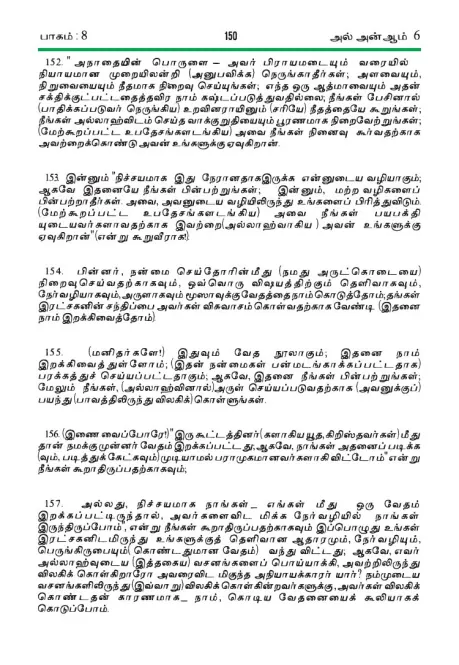 பாகம் : 8 150 அல் அன்ஆம் 6
152. "அநாதையின் பொருளை – அவர் பிராயமடையும் வரையில்
நியாயமான முறையிலன்றி (அனுபவிக்க) நெருங்காதீர்கள்; அளவையும்,
நிறுவையையும் நீதமாக நிறைவு செய்யுங்கள்; எந்த ஒரு ஆத்மாவையும் அதன்
சக்திக்குட்பட்டதைத்தவிர நாம் கஷ்டப்படுத்துவதில்லை; நீங்கள் பேசினால்
(பாதிக்கப்படுவர் நெருங்கிய) உறவினராயினும் (சரியே) நீதத்தையே கூறுங்கள்;
நீங்கள் அல்லாஹ்விடம் செய்த வாக்குறுதியையும் பூரணமாக நிறைவேற்றுங்கள்;
(மேற்கூறப்பட்ட உபதேசங்களடங்கிய) அவை நீங்கள் நினைவு கூர்வதற்காக
அவற்றைக்கொண்டு அவன் உங்களுக்கு ஏவுகிறான்.
153. இன்னும் "நிச்சயமாக இது நேரானதாகஇருக்க என்னுடைய வழியாகும்;
ஆகவே இதனையே நீங்கள் பின்பற்றுங்கள்; இன்னும், மற்ற வழிகளைப்
பின்பற்றாதீர்கள். அவை, அவனுடைய வழியிலிருந்து உங்களைப் பிரித்துவிடும்.
(மேற்கூறப்பட்ட உபதேசங்களடங்கிய) அவை நீங்கள் பயபக்தி
யுடையவர்களாவதற்காக இவற்றை(அல்லாஹ்வாகிய ) அவன் உங்களுக்கு
ஏவுகிறான்" (என்று கூறுவீராக!).
154. பின்னர், நன்மை செய்தோரின்மீது (நமது அருட்கொடையை)
நிறைவுசெய்வதற்காகவும், ஒவ்வொரு விஷயத்திற்கும் தெளிவாகவும்,
நேர்வழியாகவும்,அருளாகவும் மூஸாவுக்குவேதத்தைநாம்கொடுத்தோம்;தங்கள்
இரட்சகனின் சந்திப்பை அவர்கள் விசுவாசம் கொள்வதற்காகவேண்டி (இதனை
நாம் இறக்கிவைத்தோம்).
155. (மனிதர்களே!) இதுவும் வேத நூலாகும்; இதனை நாம்
இறக்கிவைத்துள்ளோம்; (இதன் நன்மைகள் பன்மடங்காக்கப்பட்டதாக)
பரக்கத்துச் செய்யப்பட்டதாகும்; ஆகவே, இதனை நீங்கள் பின்பற்றுங்கள்;
மேலும் நீங்கள், (அல்லாஹ்வினால்)அருள் செய்யப்படுவதற்காக (அவனுக்குப்)
பயந்து (பாவத்திலிருந்து விலகிக்) கொள்ளுங்கள்.
156. (இணைவைப்போரே!) "இரு கூட்டத்தினர் (களாகிய யூத,கிறிஸ்தவர்கள்) மீது
தான் நமக்குமுன்னர் வேதம் இறக்கப்பட்டது,ஆகவே, நாங்கள் அதனைப் படிக்க
(வும், படித்துக்கேட்கவும்) முடியாமல் பராமுகமானவர்களாகிவிட்டோம்" என்று
நீங்கள் கூறாதிருப்பதற்காகவும்;
157. அல்லது, நிச்சயமாக நாங்கள்_ எங்கள் மீது ஒரு வேதம்
இறக்கப்பட்டிருந்தால், அவர்களைவிட மிக்க நேர்வழியில் நாங்கள்
இருந்திருப்போம்", என்று நீங்கள் கூறாதிருப்பதற்காகவும் இப்பொழுது உங்கள்
இரட்சகனிடமிருந்து உங்களுக்குத் தெளிவான ஆதாரமும், நேர்வழியும்,
பெருங்கிருபையும்( கொண்டதுமான வேதம்) வந்து விட்டது; ஆகவே, எவர்
அல்லாஹ்வுடைய (இத்தகைய) வசனங்களைப் பொய்யாக்கி, அவற்றிலிருந்து
விலகிக் கொள்கிறாரோ அவரைவிட மிகுந்த அநியாயக்காரர் யார்? நம்முடைய
வசனங்களிலிருந்து (இவ்வாறு)விலகிக் கொள்கின்றவர்களுக்கு, அவர்கள் விலகிக்
கொண்டதன் காரணமாக_ நாம், கொடிய வேதனையைக் கூலியாகக்
கொடுப்போம்.